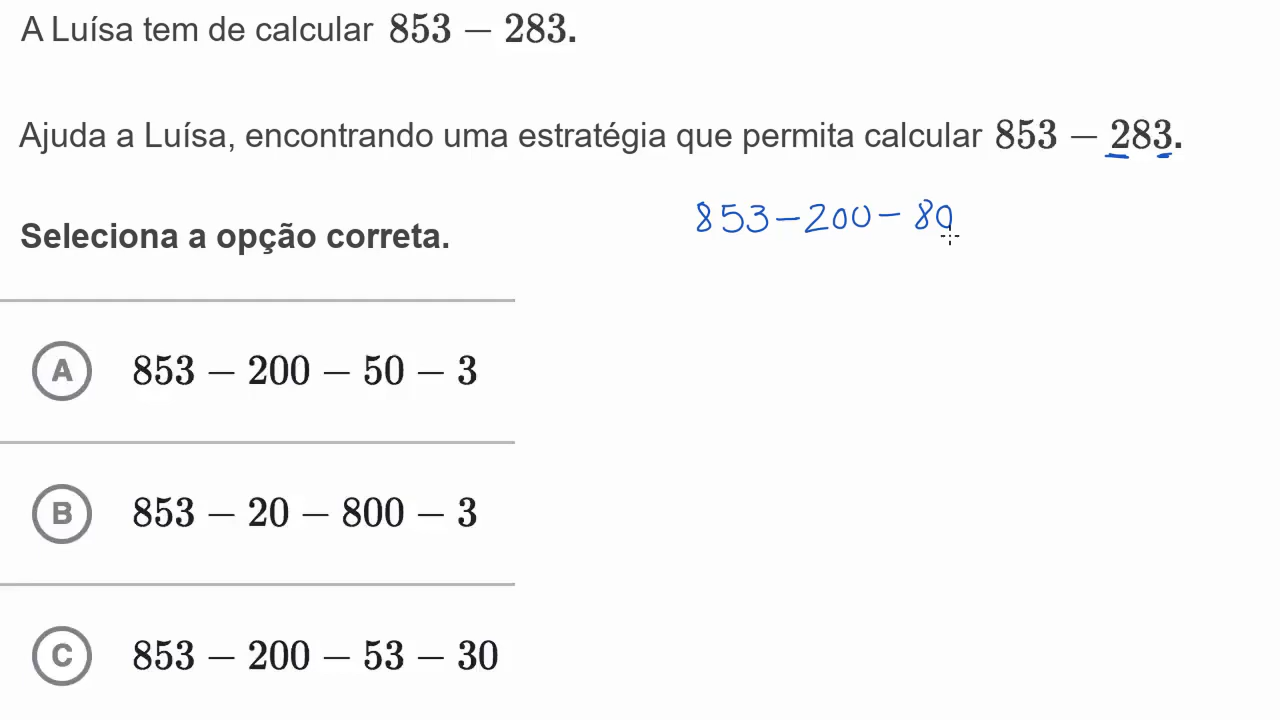 A Luísa tem de calcular 853 − 283.
Ajuda a Luísa, encontrando uma estratégia que permita calcular 853 − 283.
Seleciona a opção correta.
853 − 200 − 80
A 853 − 200 − 50 − 3
B 853 − 20 − 800 − 3
C 853 − 200 − 53 − 30